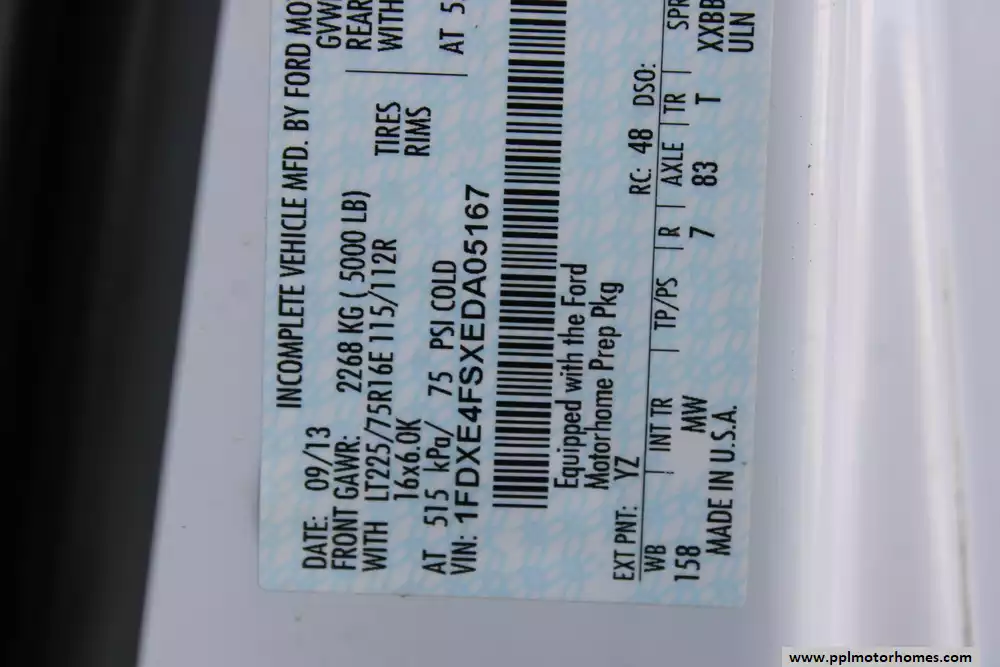 INCOMPLETE VEHICLE MFD. BY FORD
DATE: 09/13
FRONT GAWR: 2268 KG ( 5000 LB)
REAR
WITH LT225/75R16E 115/112R TIRES
WITH
16x6.0K RIMS
AT 515 kPa/ 75 PSI COLD AT 5
VIN: 1FDXE4FSXEDA05167
Equipped with the Ford
Motorhome Prep Pkg
EXT PNT: YZ RC: 48 DSO:
WB | INT TR | TP/PS | R | AXLE | TR | SPR
158 MW 7 83 T
ULN
MADE IN U.S.A.
www.pplmotorhomes.com